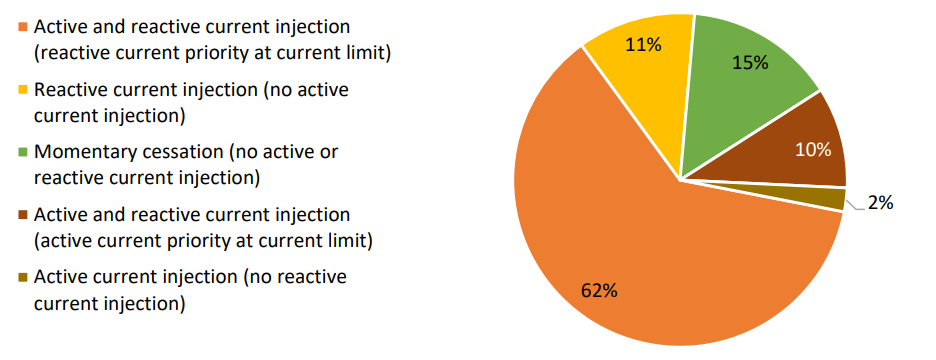 Active and reactive current injection
(reactive current priority at current limit)
Reactive current injection (no active
current injection)
Momentary cessation (no active or
reactive current injection)
Active and reactive current injection
(active current priority at current limit)
Active current injection (no reactive
current injection)
11%
15%
10%
2%
62%